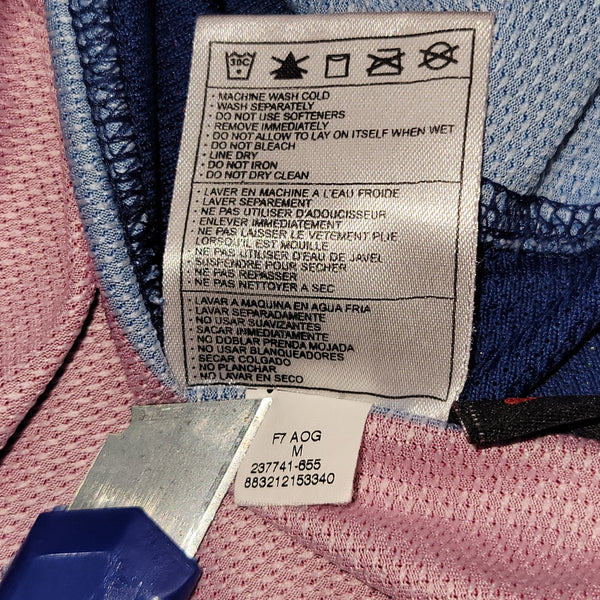 30C
• MACHINE WASH COLD
• WASH SEPARATELY
• DO NOT USE SOFTENERS
• REMOVE IMMEDIATELY
• DO NOT ALLOW TO LAY ON ITSELF WHEN WET
• DO NOT BLEACH
• LINE DRY
• DO NOT IRON
• DO NOT DRY CLEAN
• LAVER EN MACHINE A L'EAU FROIDE
• LAVER SEPAREMENT
• NE PAS UTILISER D'ADOUCISSEUR
• ENLEVER IMMEDIATEMENT
• NE PAS LAISSER LE VETEMENT PLIE
LORSQU'IL EST MOUILLE
• NE PAS UTILISER D'EAU DE JAVEL
• SUSPENDRE POUR SECHER
• NE PAS REPASSER
• NE PAS NETTOYER A SEC
• LAVAR A MAQUINA EN AGUA FRIA
• LAVAR SEPARADAMENTE
• NO USAR SUAVIZANTES
• SACAR INMEDIATAMENTE
• NO DOBLAR PRENDA MOJADA
• NO USAR BLANQUEADORES
• SECAR COLGADO
• NO PLANCHAR
• NO LAVAR EN SECO
F7 AOG
M
237741-655
883212153340